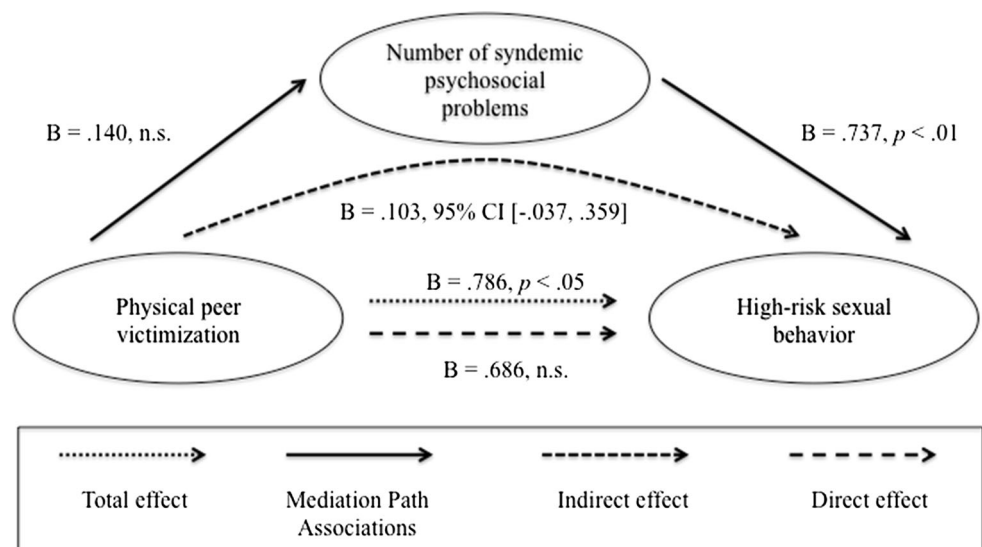 Number of syndemic
psychosocial
problems
B = .140, n.s.
B = .737, p < .01
B = .103, 95% CI [-.037, .359]
Physical peer
victimization
B = .786, p < .05
High-risk sexual
behavior
B = .686, n.s.
Total effect
Mediation Path
Associations
Indirect effect
Direct effect